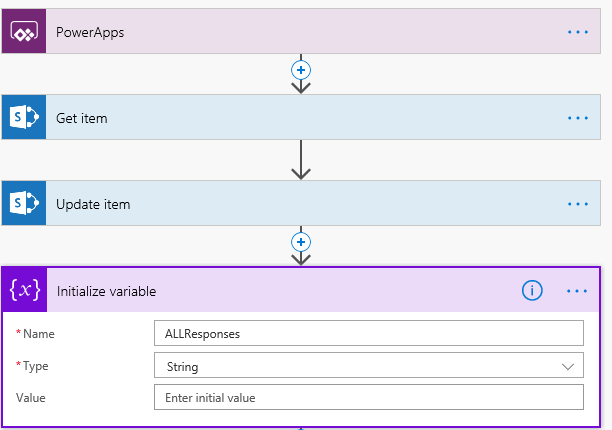 PowerApps
Get item
Update item
Initialize variable
*Name ALLResponses
*Type String
Value Enter initial value